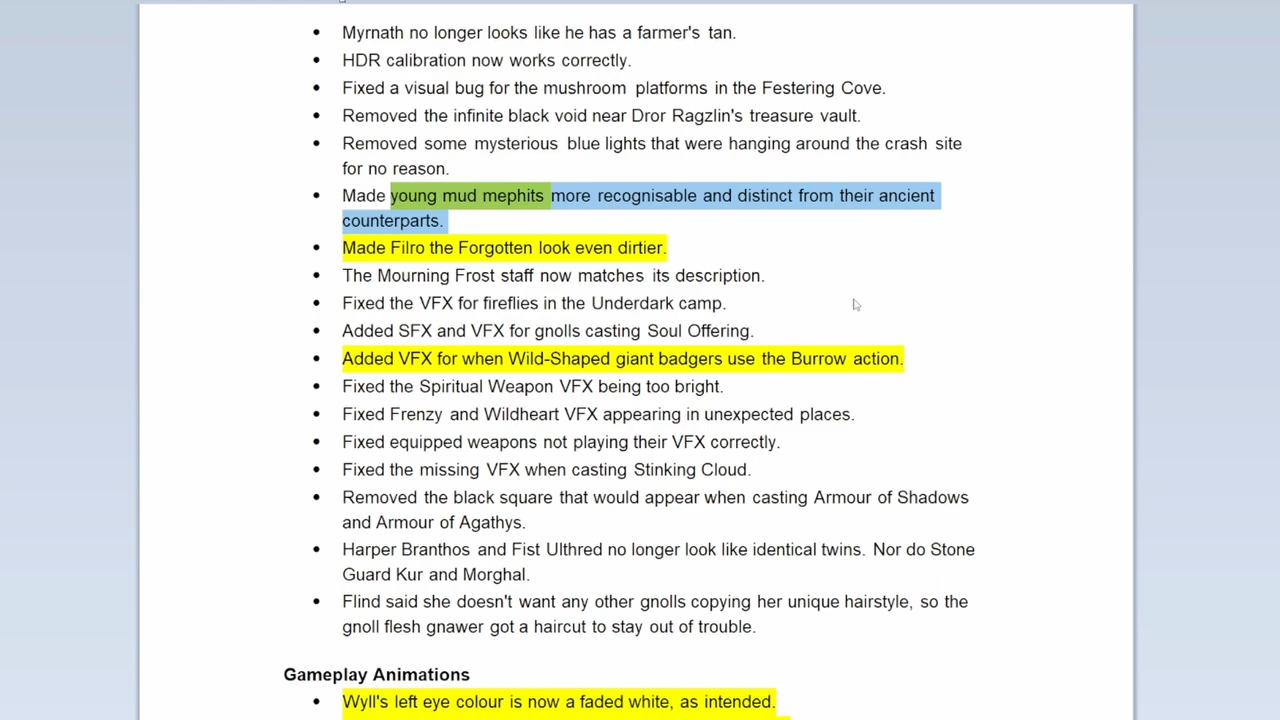 Myrnath no longer looks like he has a farmer's tan.
HDR calibration now works correctly.
Fixed a visual bug for the mushroom platforms in the Festering Cove.
Removed the infinite black void near Dror Ragzlin's treasure vault.
Removed some mysterious blue lights that were hanging around the crash site
for no reason.
Made young mud mephits more recognisable and distinct from their ancient
counterparts.
Made Filro the Forgotten look even dirtier.
The Mourning Frost staff now matches its description.
Fixed the VFX for fireflies in the Underdark camp.
Added SFX and VFX for gnolls casting Soul Offering.
Added VFX for when Wild-Shaped giant badgers use the Burrow action.
Fixed the Spiritual Weapon VFX being too bright.
Fixed Frenzy and Wildheart VFX appearing in unexpected places.
Fixed equipped weapons not playing their VFX correctly.
Fixed the missing VFX when casting Stinking Cloud.
Removed the black square that would appear when casting Armour of Shadows
and Armour of Agathys.
Harper Branthos and Fist Ulthred no longer look like identical twins. Nor do Stone
Guard Kur and Morghal.
Flind said she doesn't want any other gnolls copying her unique hairstyle, so the
gnoll flesh gnawer got a haircut to stay out of trouble.
Gameplay Animations
Wyll's left eye colour is now a faded white, as intended.